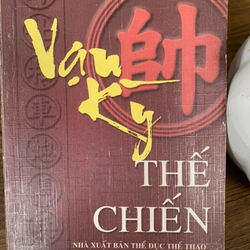 帥
Vạn
Kỳ
THẾ
CHIẾN
NHÀ XUẤT BẢN THỂ DỤC THỂ THAO